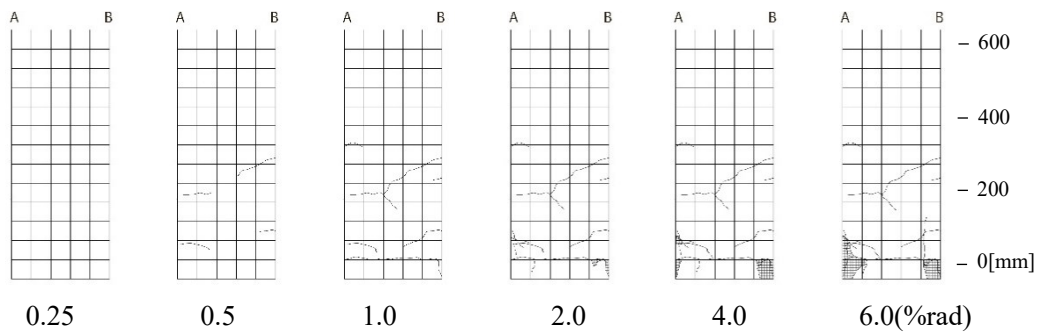 A B A B A B A B A B A B
– 600
– 400
– 200
– 0[mm]
0.25 0.5 1.0 2.0 4.0 6.0(%rad)